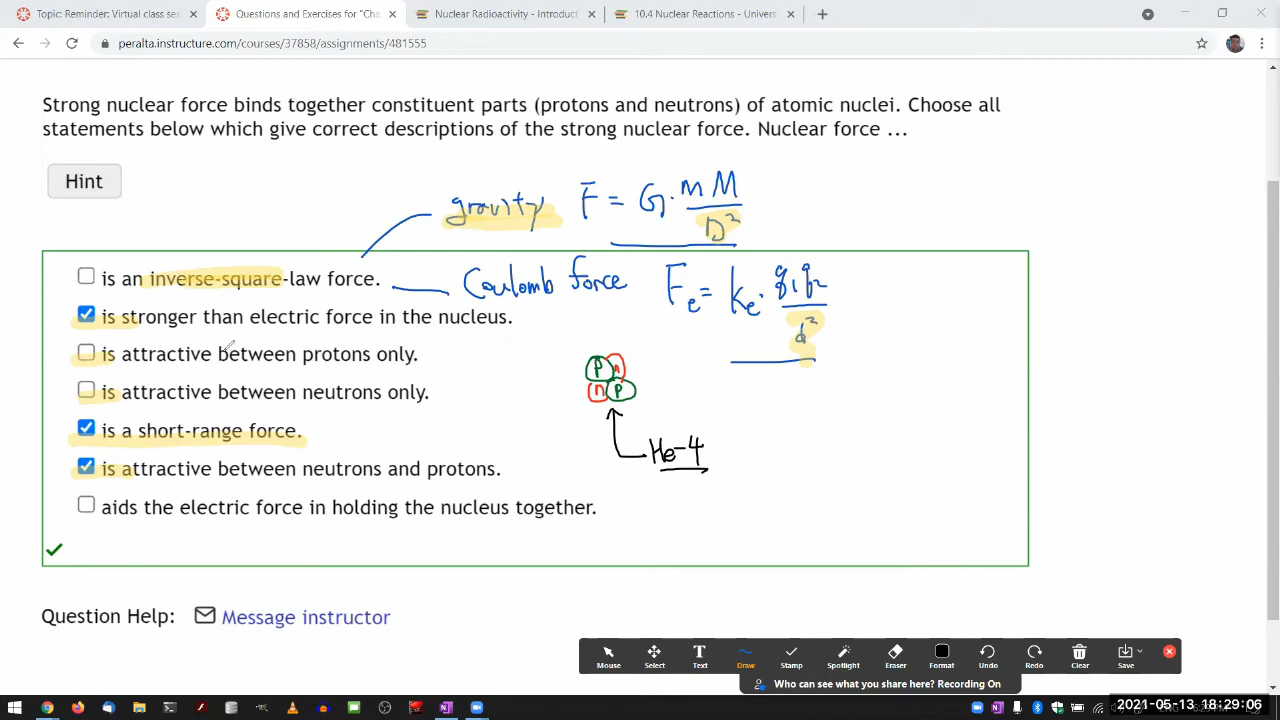 Topic: Reminder: Virtual class ses
Questions and Exercises for "Cha
Nuclear Radioactivity - Introduct
10.4 Nuclear Reactions - Univers
peralta.instructure.com/courses/37858/assignments/481555
Strong nuclear force binds together constituent parts (protons and neutrons) of atomic nuclei. Choose all
statements below which give correct descriptions of the strong nuclear force. Nuclear force ...
Hint
gravity F = G · m M / D²
is an inverse-square-law force.
Coulomb force Fe = ke · q1 q2 / d²
is stronger than electric force in the nucleus.
is attractive between protons only.
P n
is attractive between neutrons only.
n P
is a short-range force.
He-4
is attractive between neutrons and protons.
aids the electric force in holding the nucleus together.
Question Help: Message instructor
Mouse Select Text Draw Stamp Spotlight Eraser Format Undo Redo Clear Save
Who can see what you share here? Recording On
2021-05-13 18:29:06